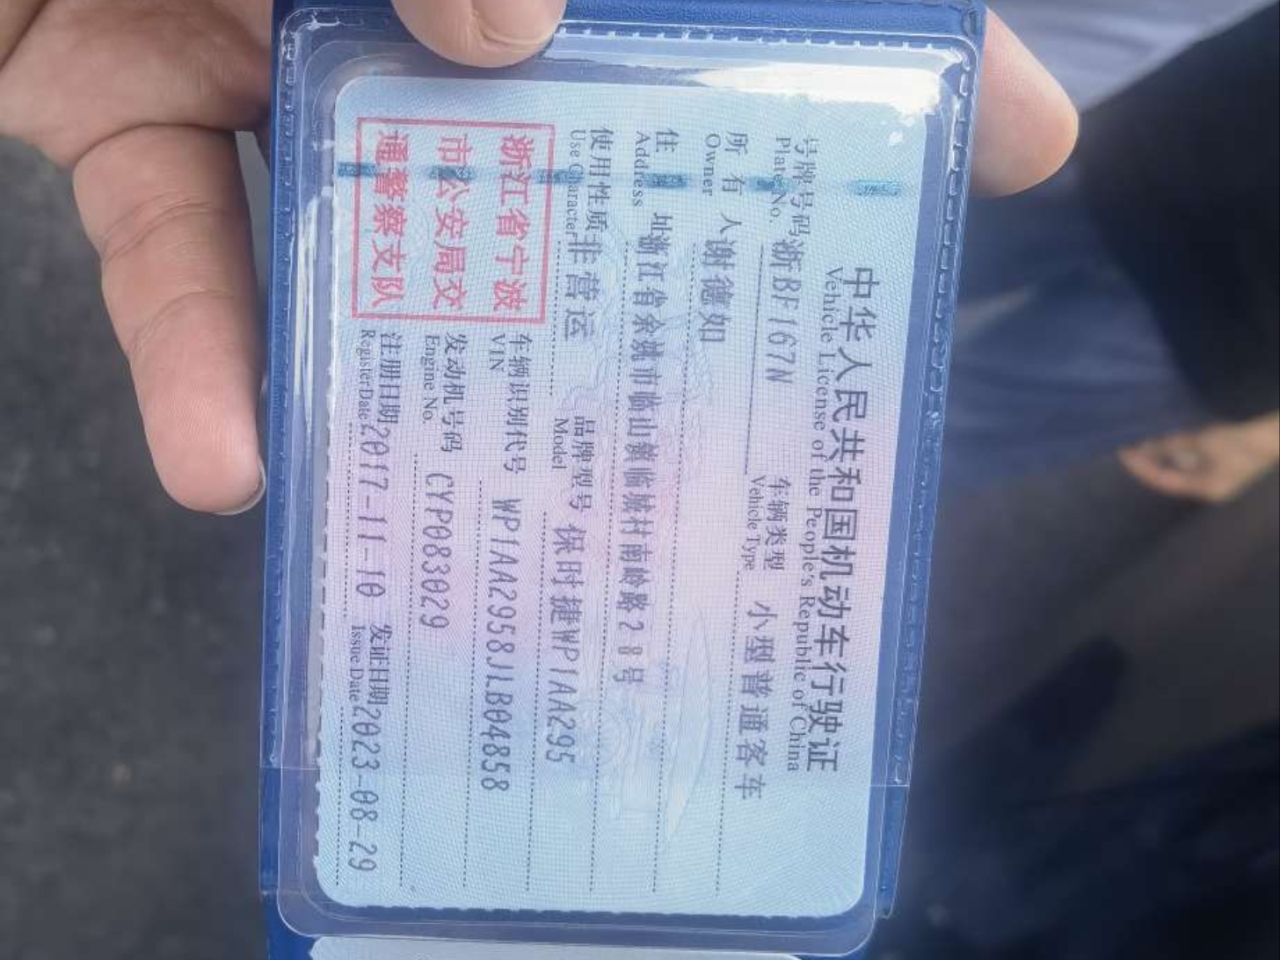 中华人民共和国机动车行驶证
Vehicle License of the People's Republic of China
号牌号码 浙BF167N 车辆类型 小型普通客车
Plate No. Vehicle Type
所有人 谢德如
Owner
住址 浙江省余姚市临山镇临城村南岭路28号
Address
使用性质 非营运 品牌型号 保时捷WP1AA295
Use Character Model
浙江省宁波
市公安局交
通警察支队
车辆识别代号 WP1AA2958JLB04858
VIN
发动机号码 CYP083029
Engine No.
注册日期 2017-11-10 发证日期 2023-08-29
Register Date Issue Date